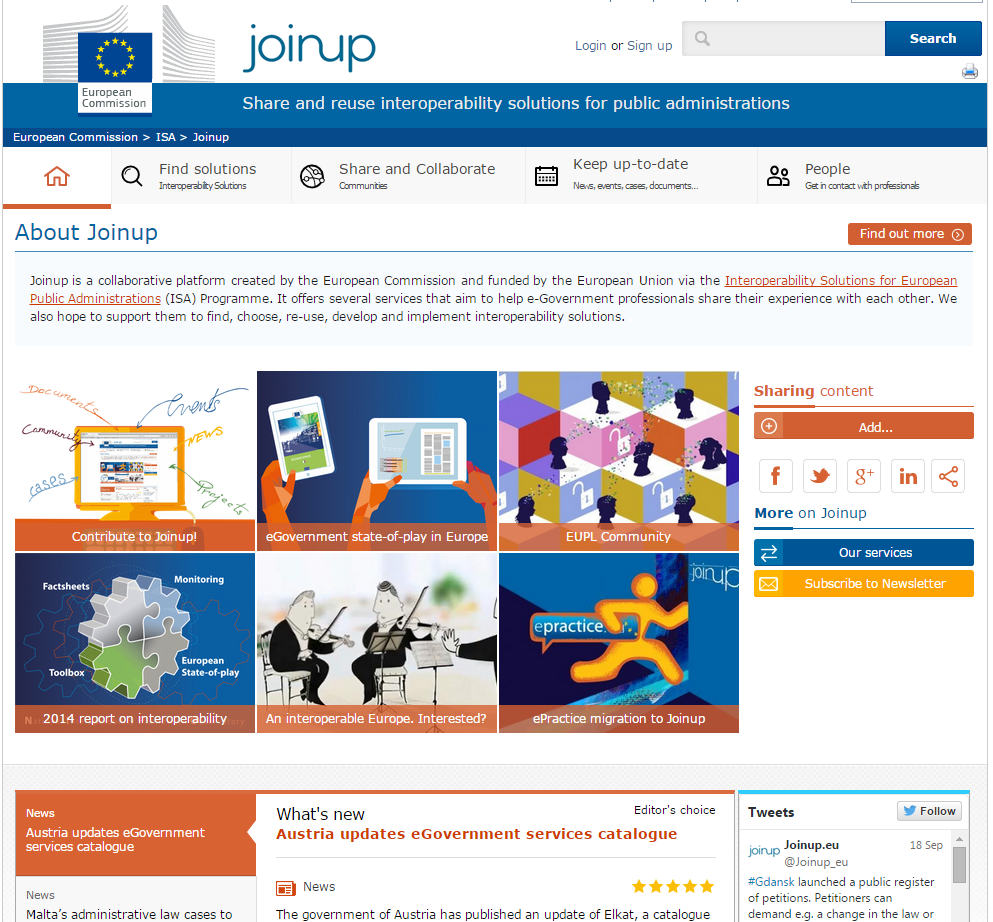 joinup
Login or Sign up
Search
European
Commission
Share and reuse interoperability solutions for public administrations
European Commission > ISA > Joinup
Find solutions
Interoperability Solutions
Share and Collaborate
Communities
Keep up-to-date
News, events, cases, documents...
People
Get in contact with professionals
About Joinup
Find out more
Joinup is a collaborative platform created by the European Commission and funded by the European Union via the Interoperability Solutions for European
Public Administrations (ISA) Programme. It offers several services that aim to help e-Government professionals share their experience with each other. We
also hope to support them to find, choose, re-use, develop and implement interoperability solutions.
Documents
Events
Community
NEWS
cases
Projects
Contribute to Joinup!
eGovernment state-of-play in Europe
EUPL Community
Factsheets
Monitoring
Toolbox
European
State-of-play
2014 report on interoperability
An interoperable Europe. Interested?
joinup
epractice.
ePractice migration to Joinup
Sharing content
Add...
f
g+
in
More on Joinup
Our services
Subscribe to Newsletter
News
Austria updates eGovernment
services catalogue
News
Malta's administrative law cases to
What's new
Editor's choice
Austria updates eGovernment services catalogue
News
The government of Austria has published an update of Elkat, a catalogue
Tweets
Follow
joinup
Joinup.eu
18 Sep
@Joinup_eu
#Gdansk launched a public register
of petitions. Petitioners can
demand e.g. a change in the law or